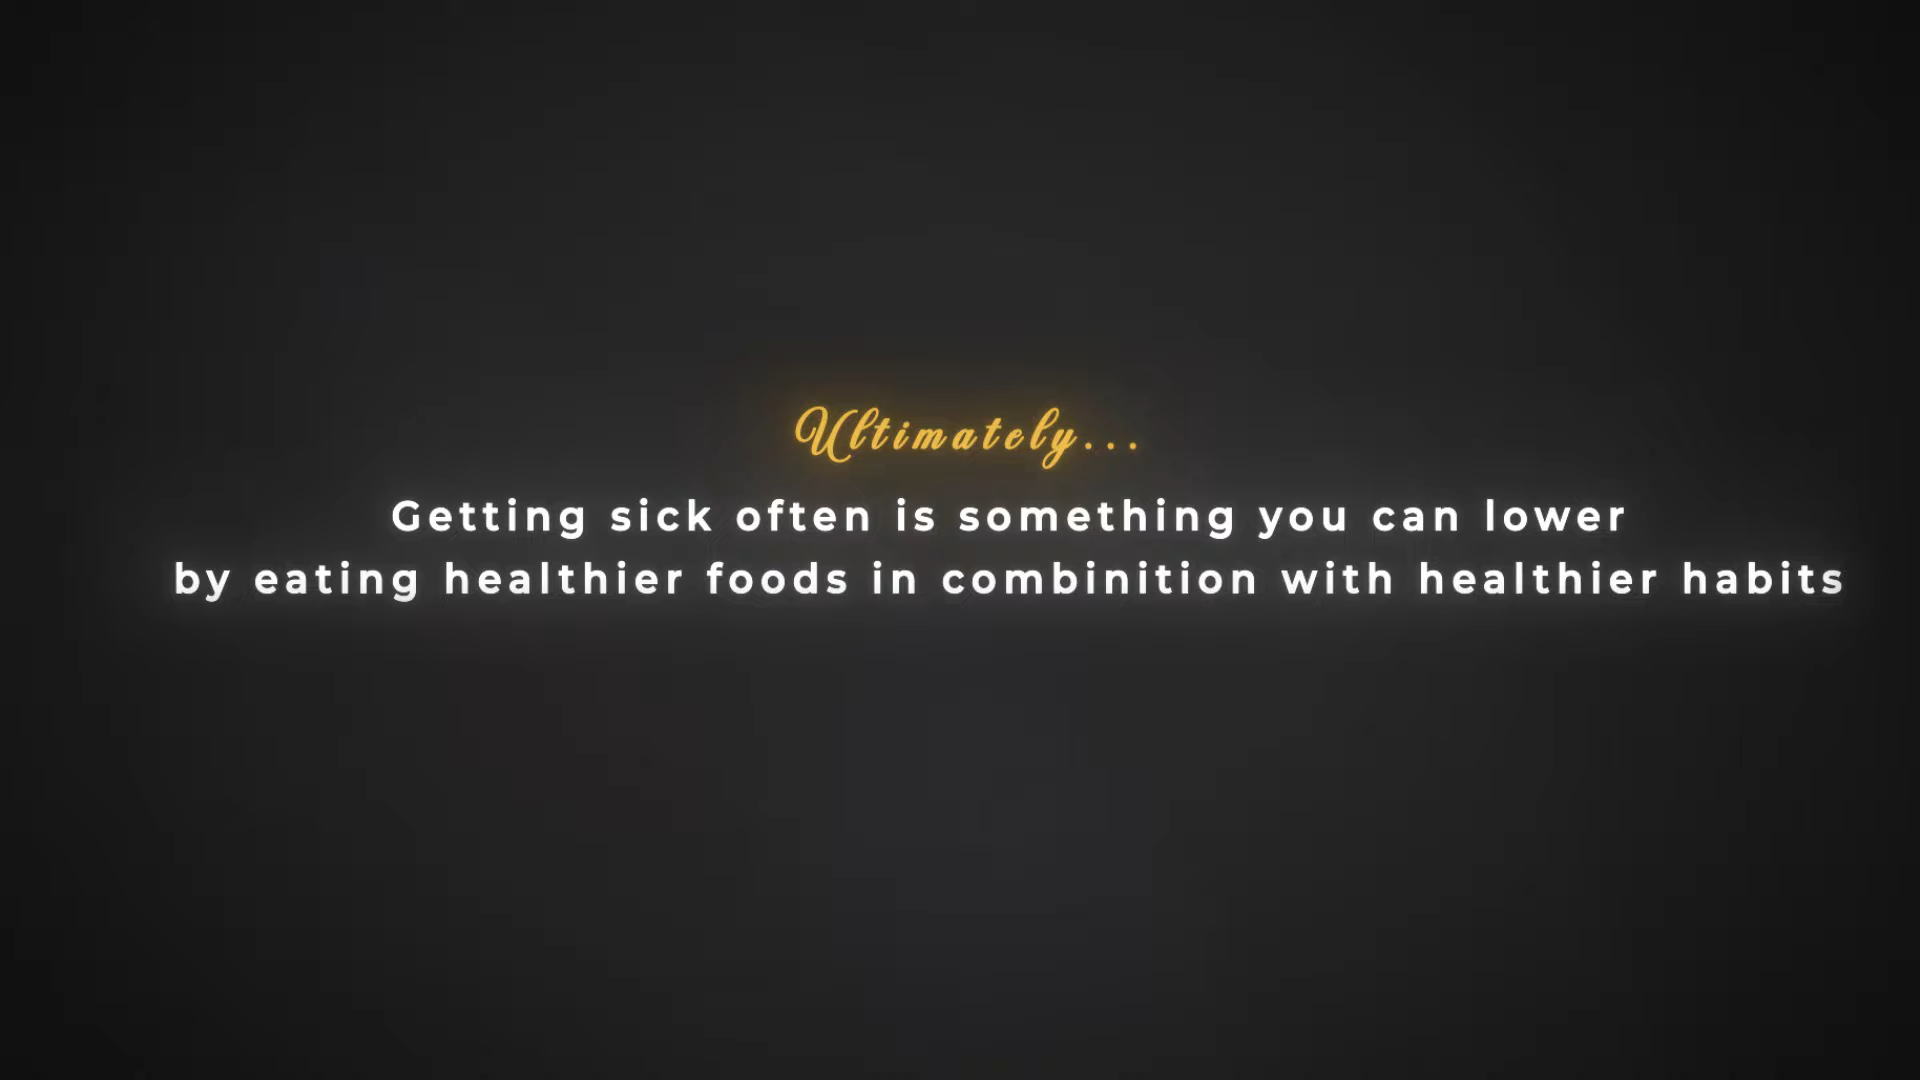 Ultimately...
Getting sick often is something you can lower
by eating healthier foods in combinition with healthier habits